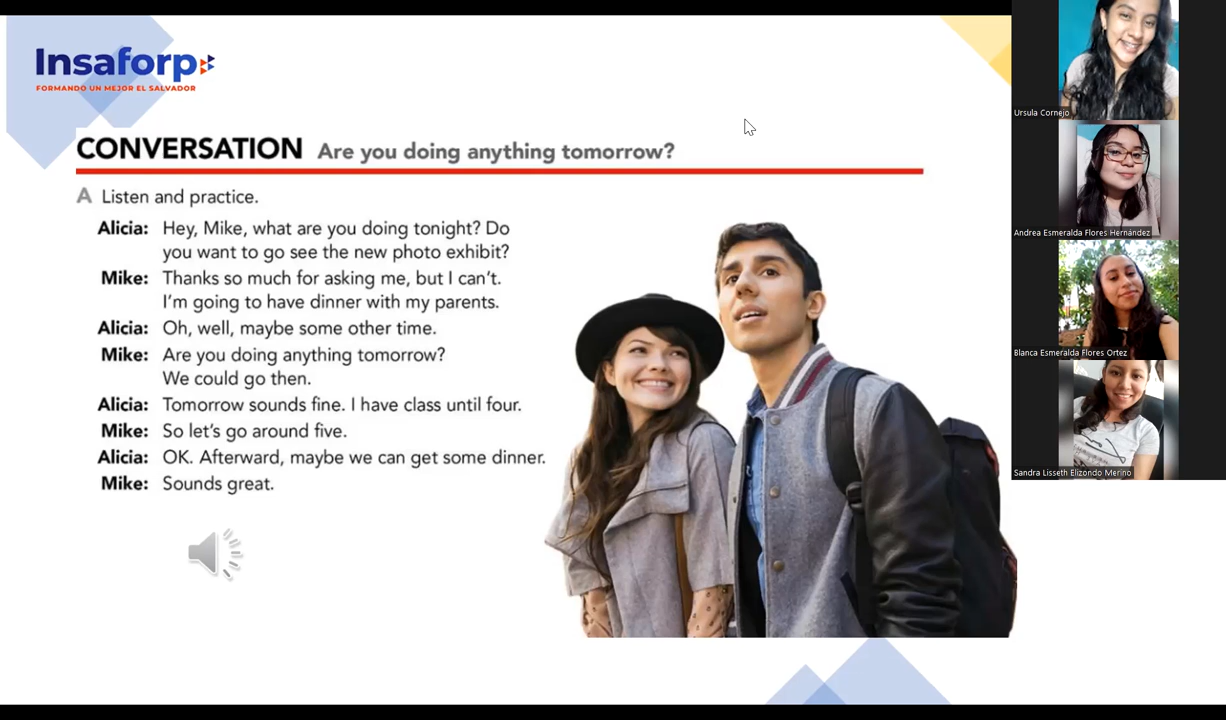 Insaforp
FORMANDO UN MEJOR EL SALVADOR
CONVERSATION Are you doing anything tomorrow?
A Listen and practice.
Alicia: Hey, Mike, what are you doing tonight? Do
you want to go see the new photo exhibit?
Mike: Thanks so much for asking me, but I can't.
I'm going to have dinner with my parents.
Alicia: Oh, well, maybe some other time.
Mike: Are you doing anything tomorrow?
We could go then.
Alicia: Tomorrow sounds fine. I have class until four.
Mike: So let's go around five.
Alicia: OK. Afterward, maybe we can get some dinner.
Mike: Sounds great.
Ursula Cornejo
Andrea Esmeralda Flores Hernández
Blanca Esmeralda Flores Ortez
Sandra Lisseth Elizondo Merino